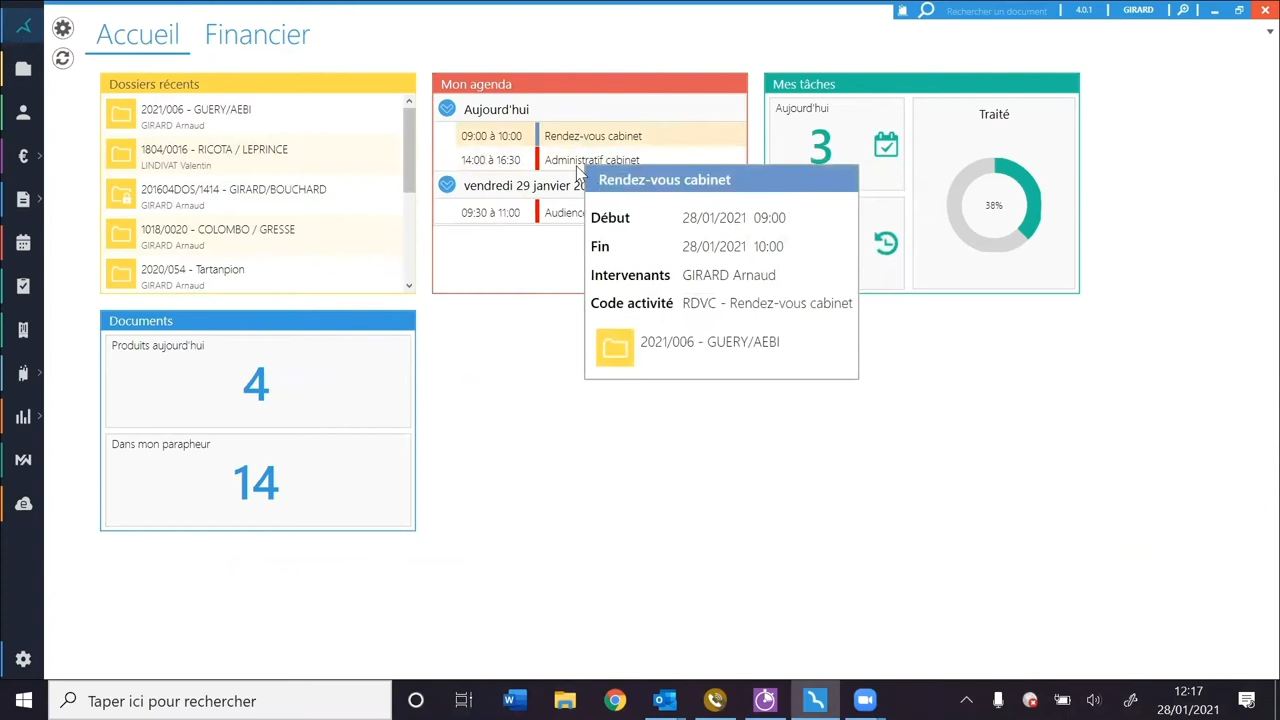 Rechercher un document
4.0.1
GIRARD
Accueil
Financier
Dossiers récents
2021/006 - GUERY/AEBI
GIRARD Arnaud
1804/0016 - RICOTA / LEPRINCE
LINDIVAT Valentin
201604DOS/1414 - GIRARD/BOUCHARD
GIRARD Arnaud
1018/0020 - COLOMBO / GRESSE
GIRARD Arnaud
2020/054 - Tartanpion
GIRARD Arnaud
Mon agenda
Aujourd'hui
09:00 à 10:00 Rendez-vous cabinet
14:00 à 16:30 Administratif cabinet
vendredi 29 janvier 20
09:30 à 11:00 Audienc
Rendez-vous cabinet
Début 28/01/2021 09:00
Fin 28/01/2021 10:00
Intervenants GIRARD Arnaud
Code activité RDVC - Rendez-vous cabinet
2021/006 - GUERY/AEBI
Mes tâches
Aujourd'hui
3
Traité
38%
Documents
Produits aujourd'hui
4
Dans mon parapheur
14
Taper ici pour rechercher
12:17
28/01/2021